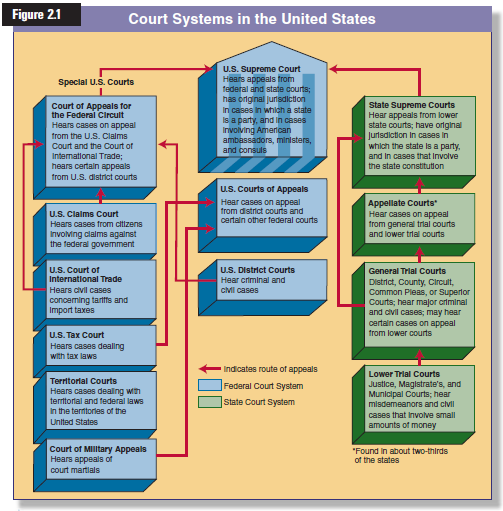 Figure 2.1
Court Systems in the United States
Special U.S. Courts
Court of Appeals for
the Federal Circuit
Hears cases on appeal
from the U.S. Claims
Court and the Court of
International Trade;
hears certain appeals
from U.S. district courts
U.S. Claims Court
Hears cases from citizens
involving claims against
the federal government
U.S. Court of
International Trade
Hears civil cases
concerning tariffs and
import taxes
U.S. Tax Court
Hears cases dealing
with tax laws
Territorial Courts
Hears cases dealing with
territorial and federal laws
in the territories of the
United States
Court of Military Appeals
Hears appeals of
court martials
U.S. Supreme Court
Hears appeals from
federal and state courts;
has original jurisdiction
in cases in which a state
is a party, and in cases
involving American
ambassadors, ministers,
and consuls
U.S. Courts of Appeals
Hear cases on appeal
from district courts and
certain other federal courts
U.S. District Courts
Hear criminal and
civil cases
Indicates route of appeals
Federal Court System
State Court System
State Supreme Courts
Hear appeals from lower
state courts; have original
jurisdiction in cases in
which the state is a party,
and in cases that involve
the state constitution
Appellate Courts*
Hear cases on appeal
from general trial courts
and lower trial courts
General Trial Courts
District, County, Circuit,
Common Pleas, or Superior
Courts; hear major criminal
and civil cases; may hear
certain cases on appeal
from lower courts
Lower Trial Courts
Justice, Magistrate's, and
Municipal Courts; hear
misdemeanors and civil
cases that involve small
amounts of money
*Found in about two-thirds
of the states